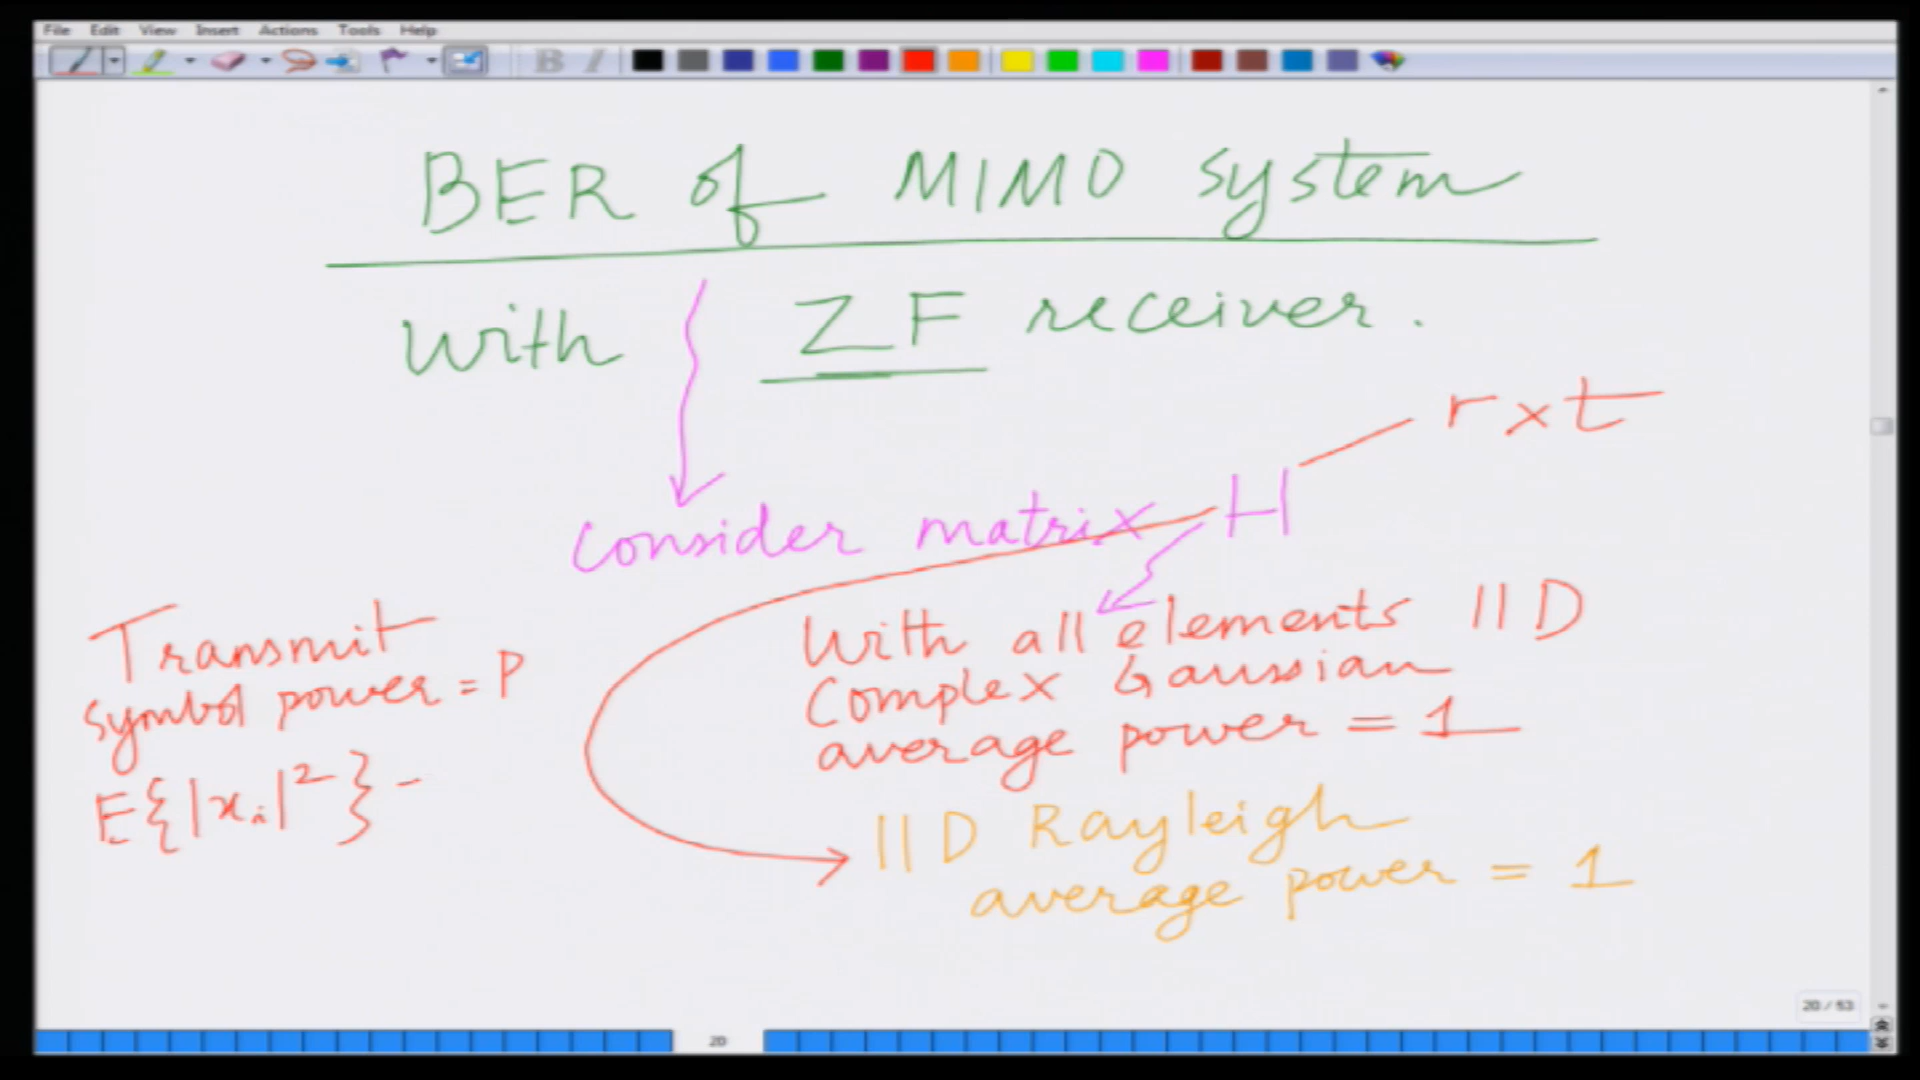 File Edit View Insert Actions Tools Help
B I
BER of MIMO system
with ZF receiver.
r x t
Consider matrix H
With all elements IID
Complex Gaussian
average power = 1
IID Rayleigh
average power = 1
Transmit
symbol power = P
E{|xᵢ|²} -
20 / 53
20